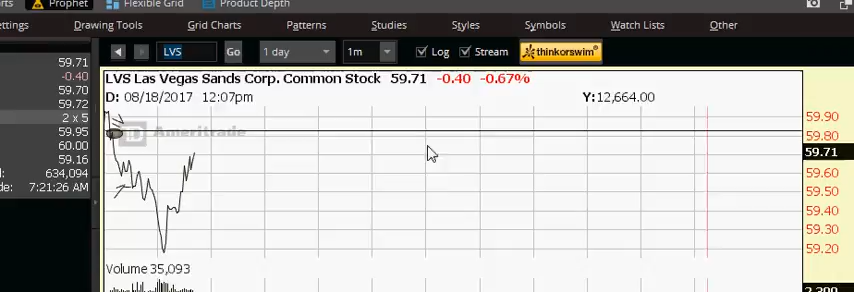 Prophet Flexible Grid Product Depth
Drawing Tools Grid Charts Patterns Studies Styles Symbols Watch Lists Other
LVS Go 1 day 1m Log Stream thinkorswim
LVS Las Vegas Sands Corp. Common Stock 59.71 -0.40 -0.67%
D: 08/18/2017 12:07pm Y:12,664.00
59.71
-0.40
59.70
59.72
2 x 5
59.95
60.00
59.16
634,094
7:21:26 AM
TD Ameritrade
59.90
59.80
59.71
59.60
59.50
59.40
59.30
59.20
Volume 35,093